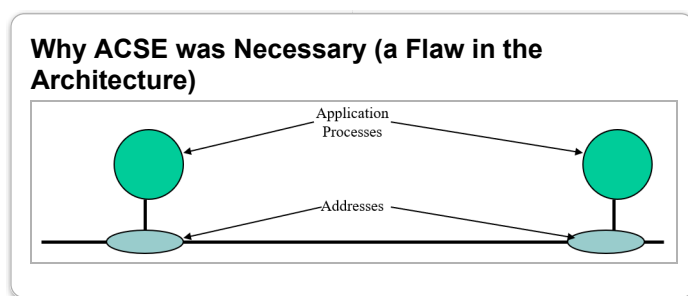 Why ACSE was Necessary (a Flaw in the
Architecture)
Application
Processes
Addresses